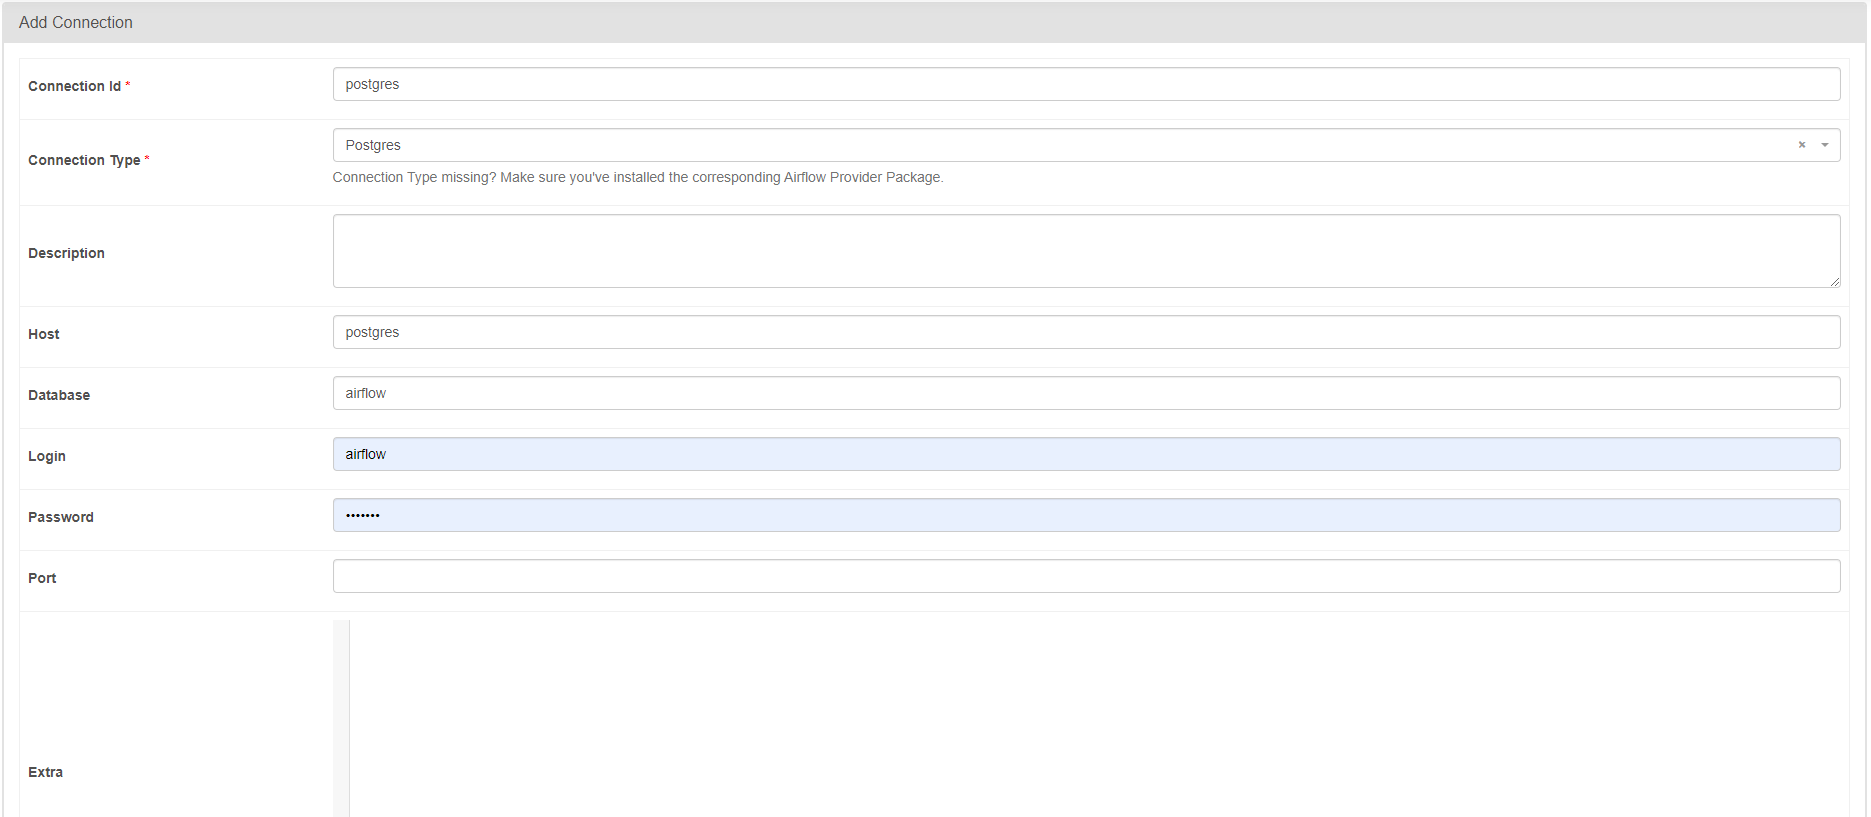 Add Connection
Connection Id *
postgres
Connection Type *
Postgres
Connection Type missing? Make sure you've installed the corresponding Airflow Provider Package.
Description
Host
postgres
Database
airflow
Login
airflow
Password
•••••••
Port
Extra